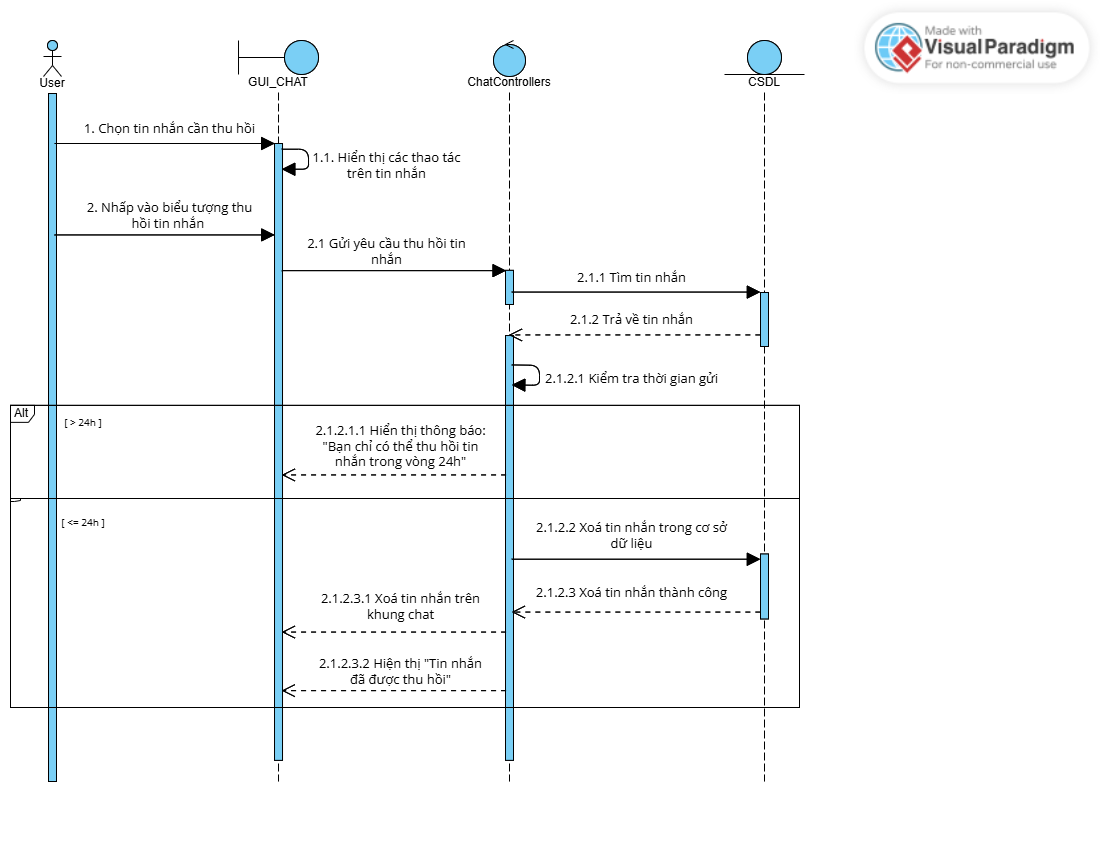 Made with
Visual Paradigm
For non-commercial use
User
GUI_CHAT
ChatControllers
CSDL
1. Chọn tin nhắn cần thu hồi
1.1. Hiển thị các thao tác
trên tin nhắn
2. Nhấp vào biểu tượng thu
hồi tin nhắn
2.1 Gửi yêu cầu thu hồi tin
nhắn
2.1.1 Tìm tin nhắn
2.1.2 Trả về tin nhắn
2.1.2.1 Kiểm tra thời gian gửi
Alt
[ > 24h ]
2.1.2.1.1 Hiển thị thông báo:
"Bạn chỉ có thể thu hồi tin
nhắn trong vòng 24h"
[ <= 24h ]
2.1.2.2 Xoá tin nhắn trong cơ sở
dữ liệu
2.1.2.3 Xoá tin nhắn thành công
2.1.2.3.1 Xoá tin nhắn trên
khung chat
2.1.2.3.2 Hiện thị "Tin nhắn
đã được thu hồi"